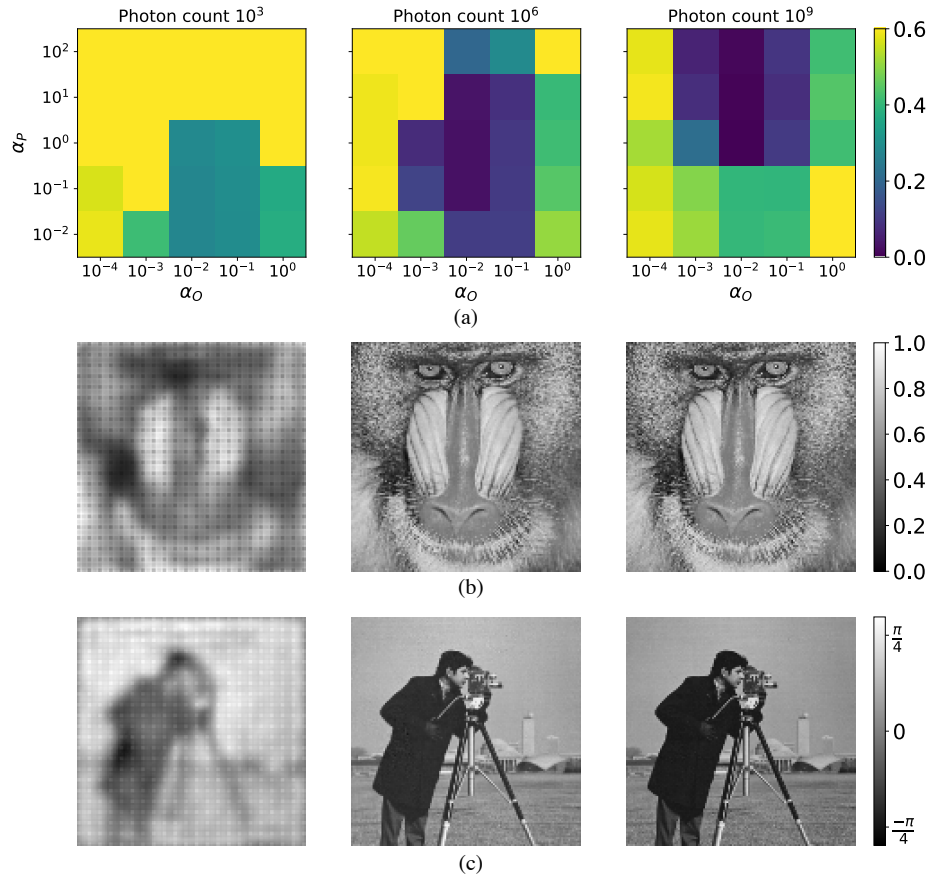 Photon count 10³ Photon count 10⁶ Photon count 10⁹
0.6
10²
10¹
0.4
α_P 10⁰
0.2
10⁻¹
10⁻²
0.0
10⁻⁴ 10⁻³ 10⁻² 10⁻¹ 10⁰ 10⁻⁴ 10⁻³ 10⁻² 10⁻¹ 10⁰ 10⁻⁴ 10⁻³ 10⁻² 10⁻¹ 10⁰
α_O α_O α_O
(a)
1.0
0.8
0.6
0.4
0.2
0.0
(b)
π/4
0
-π/4
(c)